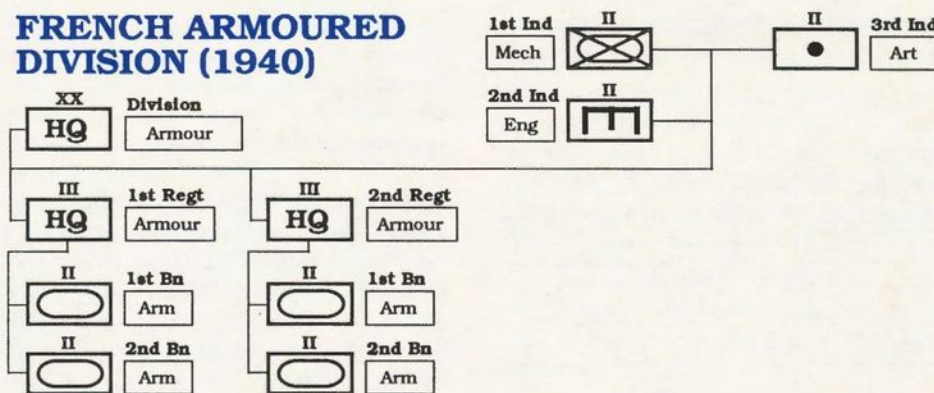 FRENCH ARMOURED
DIVISION (1940)
1st Ind
II
Mech
II
3rd Ind
Art
2nd Ind
II
Eng
XX
Division
HQ
Armour
III
1st Regt
HQ
Armour
III
2nd Regt
HQ
Armour
II
1st Bn
Arm
II
1st Bn
Arm
II
2nd Bn
Arm
II
2nd Bn
Arm